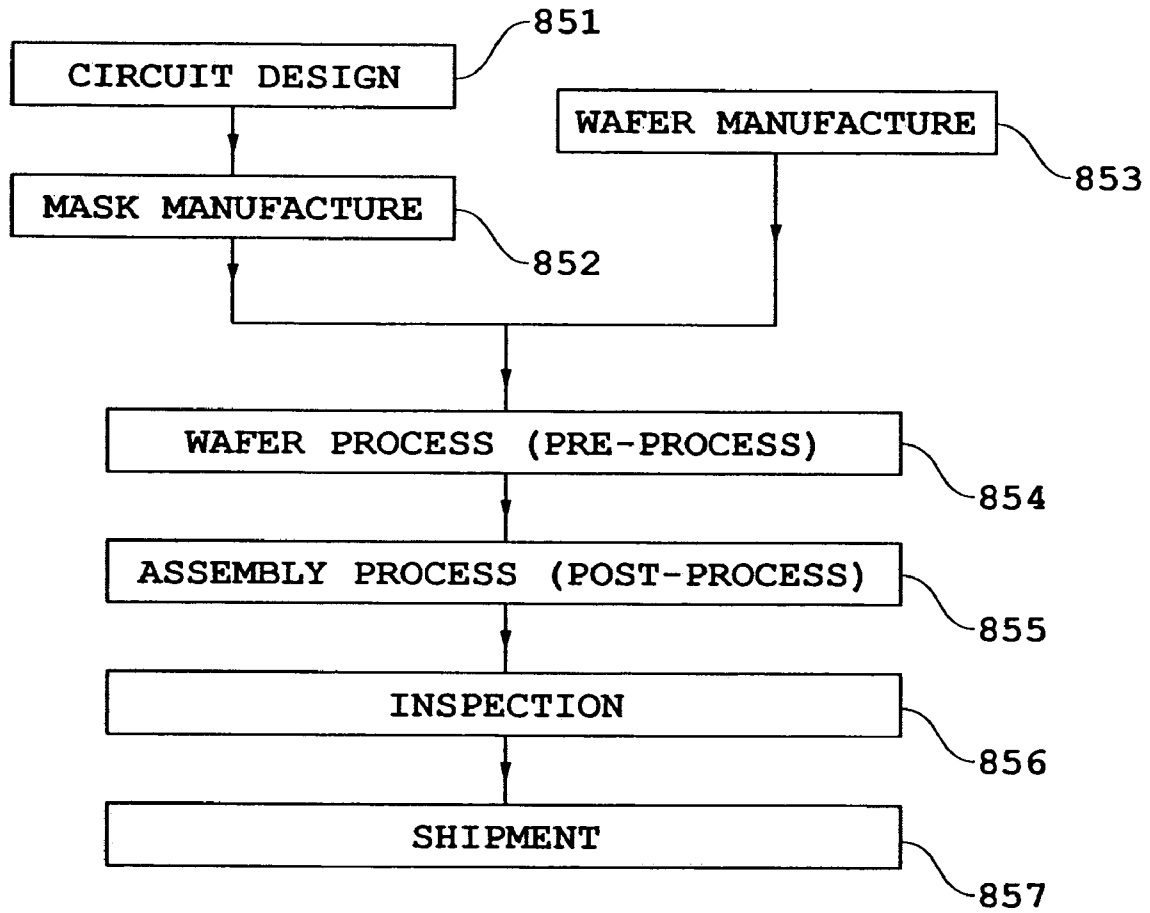 851
CIRCUIT DESIGN
WAFER MANUFACTURE
853
MASK MANUFACTURE
852
WAFER PROCESS (PRE-PROCESS)
854
ASSEMBLY PROCESS (POST-PROCESS)
855
INSPECTION
856
SHIPMENT
857